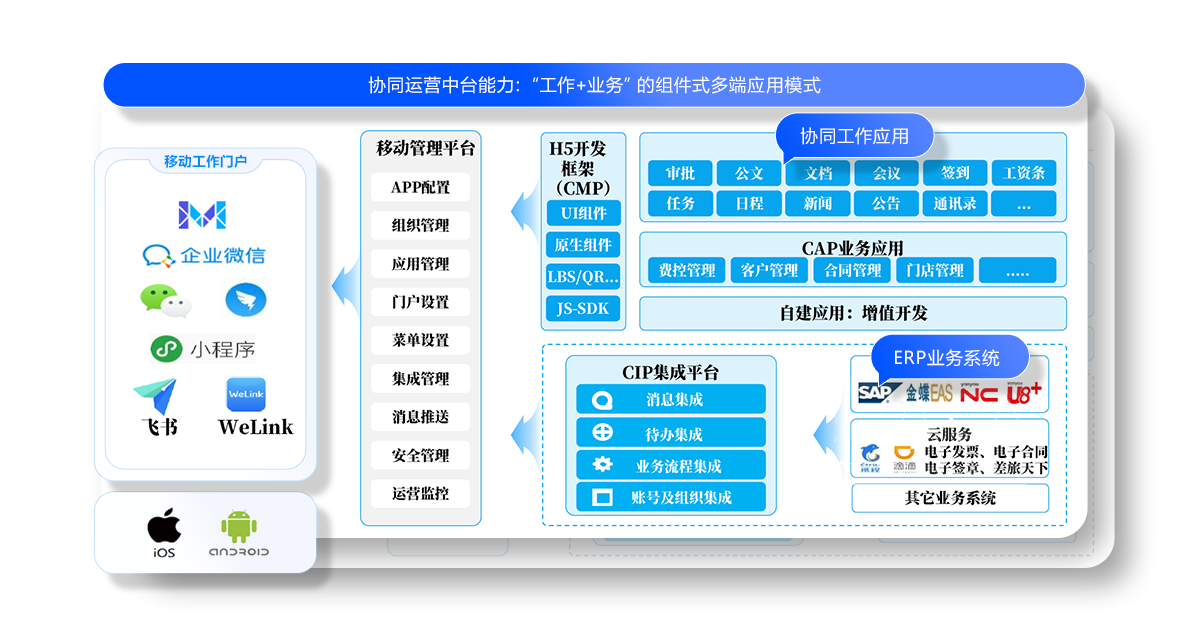 协同运营中台能力：“工作+业务” 的组件式多端应用模式
移动工作门户
企业微信
小程序
飞书
WeLink
WeLink
iOS
ANDROID
移动管理平台
APP配置
组织管理
应用管理
门户设置
菜单设置
集成管理
消息推送
安全管理
运营监控
H5开发
框架
（CMP）
UI组件
原生组件
LBS/QR...
JS-SDK
协同工作应用
审批 公文 文档 会议 签到 工资条
任务 日程 新闻 公告 通讯录 ...
CAP业务应用
费控管理 客户管理 合同管理 门店管理 .....
自建应用：增值开发
CIP集成平台
消息集成
待办集成
业务流程集成
账号及组织集成
ERP业务系统
SAP 金蝶EAS yonyou NC yonyou U8+
云服务
电子发票、电子合同
电子签章、差旅天下
携程 滴滴
其它业务系统